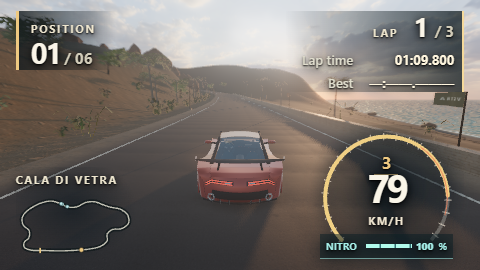 POSITION
01 / 06
LAP 1 / 3
Lap time 01:09.800
Best
CALA DI VETRA
3
79
KM/H
NITRO 100 %